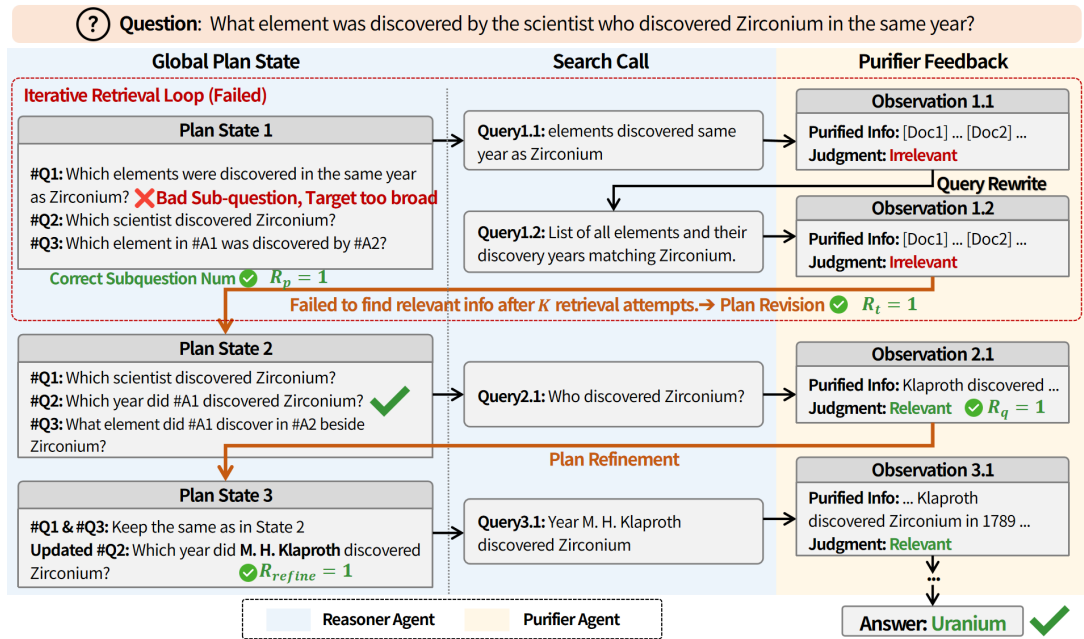 ? Question: What element was discovered by the scientist who discovered Zirconium in the same year?
Global Plan State
Search Call
Purifier Feedback
Iterative Retrieval Loop (Failed)
Plan State 1
#Q1: Which elements were discovered in the same year
as Zirconium? ❌Bad Sub-question, Target too broad
#Q2: Which scientist discovered Zirconium?
#Q3: Which element in #A1 was discovered by #A2?
Correct Subquestion Num ✅ R_p = 1
Query1.1: elements discovered same
year as Zirconium
Observation 1.1
Purified Info: [Doc1] ... [Doc2] ...
Judgment: Irrelevant
Query Rewrite
Query1.2: List of all elements and their
discovery years matching Zirconium.
Observation 1.2
Purified Info: [Doc1] ... [Doc2] ...
Judgment: Irrelevant
Failed to find relevant info after K retrieval attempts.➔ Plan Revision ✅ R_t = 1
Plan State 2
#Q1: Which scientist discovered Zirconium?
#Q2: Which year did #A1 discovered Zirconium?
#Q3: What element did #A1 discover in #A2 beside
Zirconium?
Query2.1: Who discovered Zirconium?
Observation 2.1
Purified Info: Klaproth discovered ...
Judgment: Relevant ✅ R_q = 1
Plan Refinement
Plan State 3
#Q1 & #Q3: Keep the same as in State 2
Updated #Q2: Which year did M. H. Klaproth discovered
Zirconium? ✅ R_refine = 1
Query3.1: Year M. H. Klaproth
discovered Zirconium
Observation 3.1
Purified Info: ... Klaproth
discovered Zirconium in 1789 ...
Judgment: Relevant
...
Answer: Uranium
Reasoner Agent
Purifier Agent